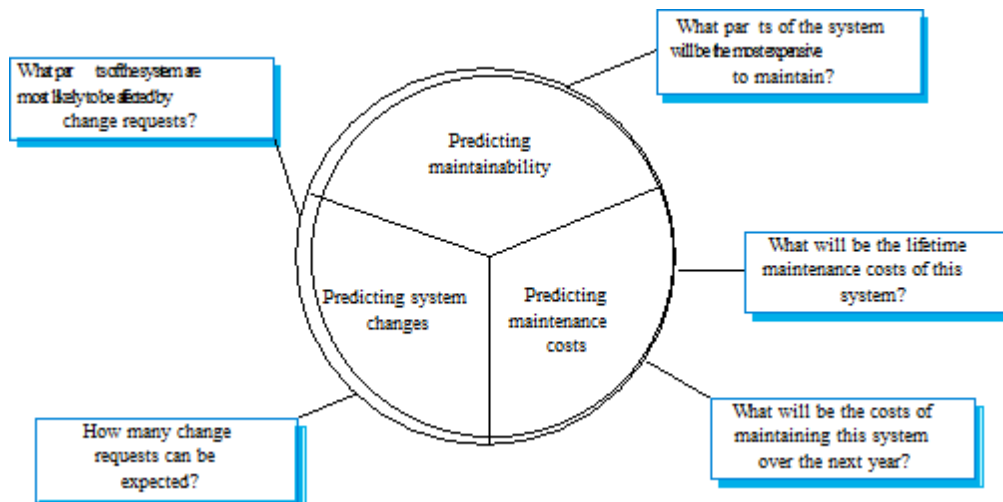 What par ts of the system
will be the most expensive
to maintain?
What par ts of the system are
most likely to be affected by
change requests?
Predicting
maintainability
What will be the lifetime
maintenance costs of this
system?
Predicting system
changes
Predicting
maintenance
costs
What will be the costs of
maintaining this system
over the next year?
How many change
requests can be
expected?